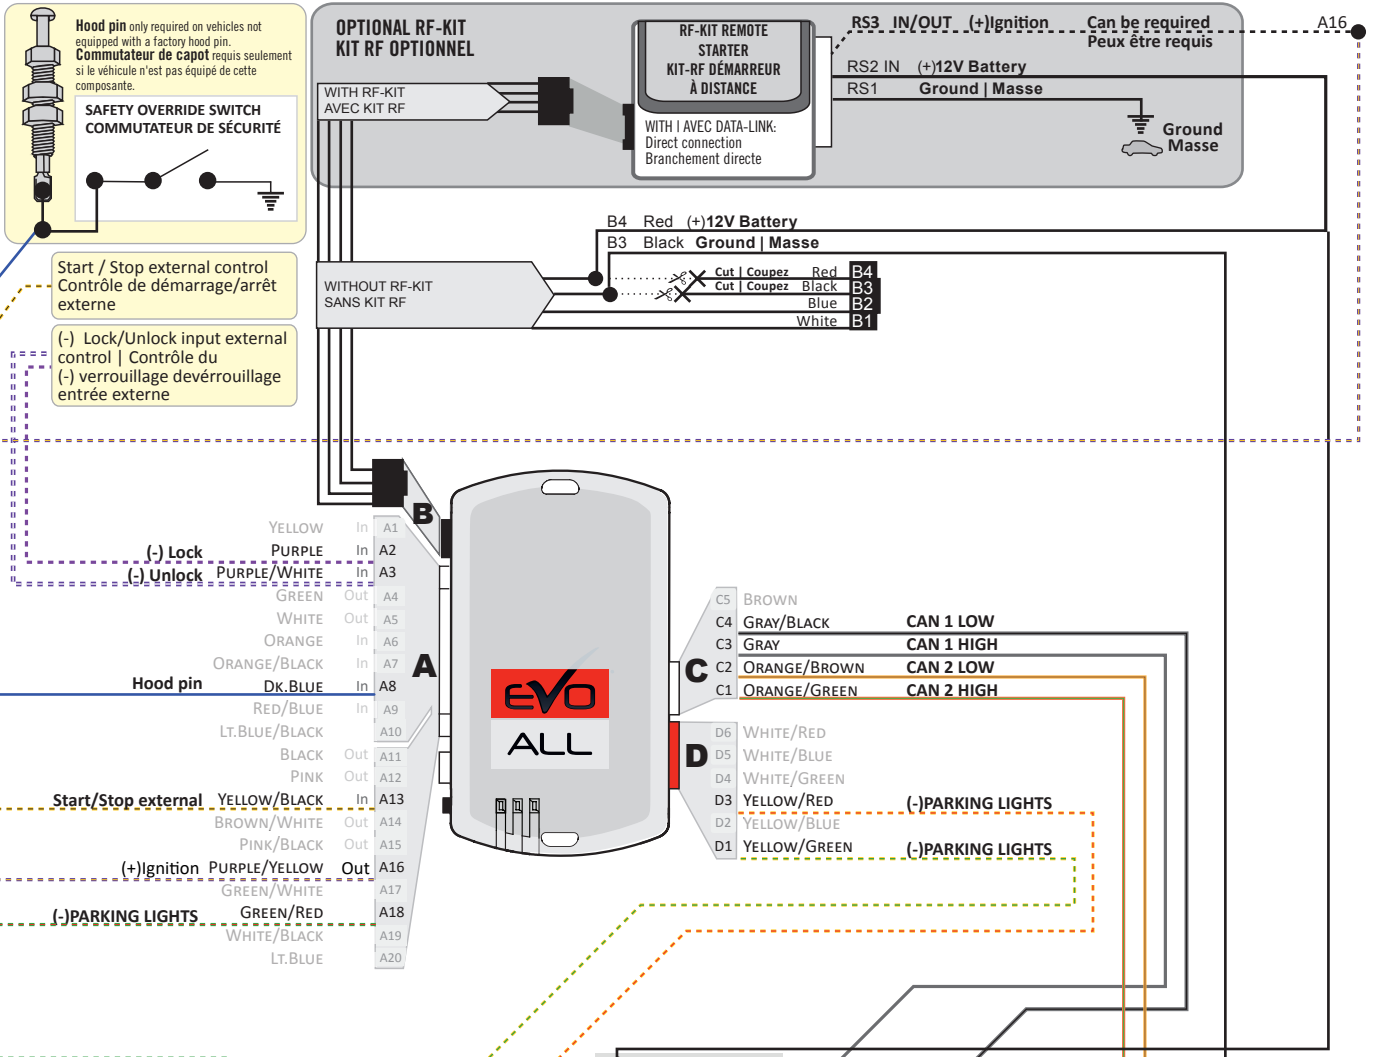 Hood pin only required on vehicles not
equipped with a factory hood pin.
Commutateur de capot requis seulement
si le véhicule n'est pas équipé de cette
composante.
SAFETY OVERRIDE SWITCH
COMMUTATEUR DE SÉCURITÉ
OPTIONAL RF-KIT
KIT RF OPTIONNEL
WITH RF-KIT
AVEC KIT RF
RF-KIT REMOTE
STARTER
KIT-RF DÉMARREUR
À DISTANCE
WITH I AVEC DATA-LINK:
Direct connection
Branchement directe
RS3 IN/OUT (+)Ignition
Can be required
Peux être requis
A16
RS2 IN (+)12V Battery
RS1 Ground | Masse
Ground
Masse
B4 Red (+)12V Battery
B3 Black Ground | Masse
Start / Stop external control
Contrôle de démarrage/arrêt
externe
WITHOUT RF-KIT
SANS KIT RF
Cut | Coupez Red B4
Cut | Coupez Black B3
Blue B2
White B1
(-) Lock/Unlock input external
control | Contrôle du
(-) verrouillage devérrouillage
entrée externe
B
YELLOW In A1
(-) Lock PURPLE In A2
(-) Unlock PURPLE/WHITE In A3
GREEN Out A4
WHITE Out A5
ORANGE In A6
ORANGE/BLACK In A7
Hood pin DK.BLUE In A8
RED/BLUE In A9
LT.BLUE/BLACK A10
BLACK Out A11
PINK Out A12
Start/Stop external YELLOW/BLACK In A13
BROWN/WHITE Out A14
PINK/BLACK Out A15
(+)Ignition PURPLE/YELLOW Out A16
GREEN/WHITE A17
(-)PARKING LIGHTS GREEN/RED A18
WHITE/BLACK A19
LT.BLUE A20
A
EVO
ALL
C
C5 BROWN
C4 GRAY/BLACK CAN 1 LOW
C3 GRAY CAN 1 HIGH
C2 ORANGE/BROWN CAN 2 LOW
C1 ORANGE/GREEN CAN 2 HIGH
D
D6 WHITE/RED
D5 WHITE/BLUE
D4 WHITE/GREEN
D3 YELLOW/RED (-)PARKING LIGHTS
D2 YELLOW/BLUE
D1 YELLOW/GREEN (-)PARKING LIGHTS